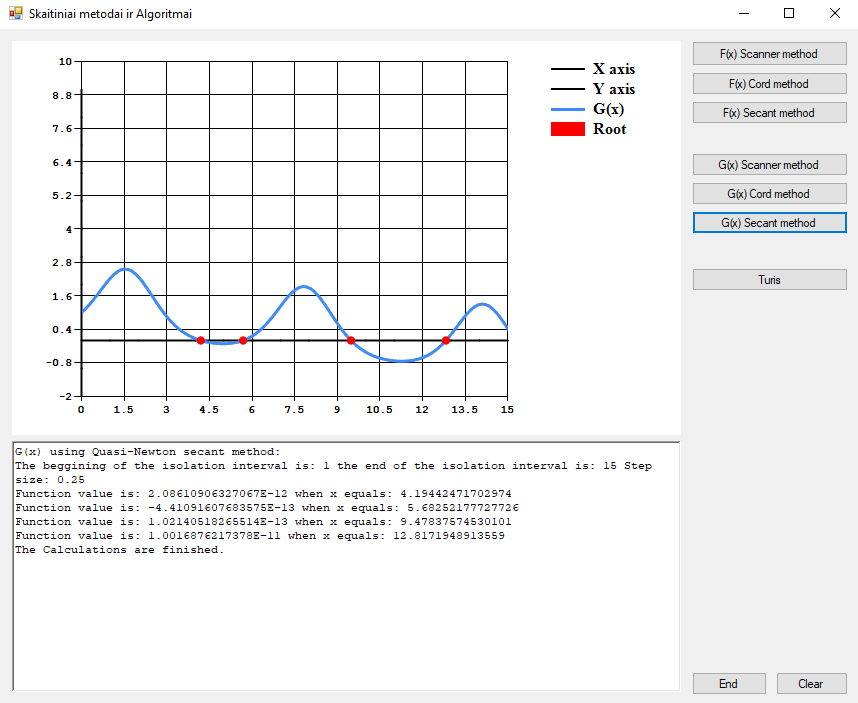 Skaitiniai metodai ir Algoritmai
10
8.8
7.6
6.4
5.2
4
2.8
1.6
0.4
-0.8
-2
0 1.5 3 4.5 6 7.5 9 10.5 12 13.5 15
X axis
Y axis
G(x)
Root
F(x) Scanner method
F(x) Cord method
F(x) Secant method
G(x) Scanner method
G(x) Cord method
G(x) Secant method
Turis
G(x) using Quasi-Newton secant method:
The beggining of the isolation interval is: 1 the end of the isolation interval is: 15 Step
size: 0.25
Function value is: 2.08610906327067E-12 when x equals: 4.19442471702974
Function value is: -4.41091607683575E-13 when x equals: 5.68252177727726
Function value is: 1.02140518265514E-13 when x equals: 9.47837574530101
Function value is: 1.0016876217378E-11 when x equals: 12.8171948913559
The Calculations are finished.
End
Clear